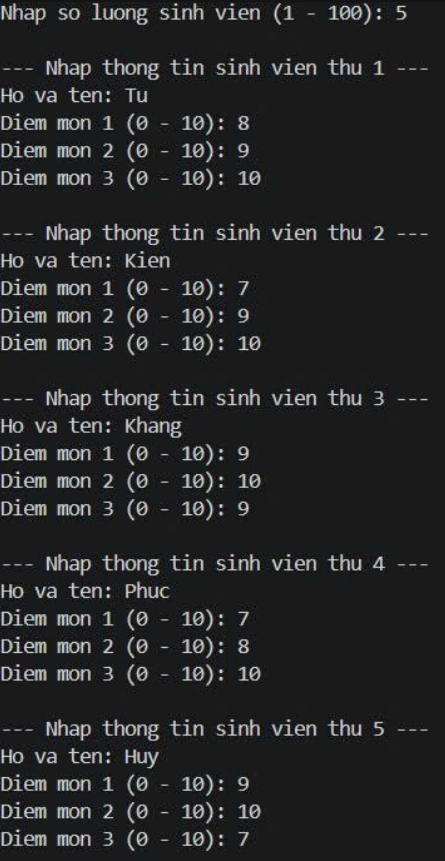 Nhap so luong sinh vien (1 - 100): 5
--- Nhap thong tin sinh vien thu 1 ---
Ho va ten: Tu
Diem mon 1 (0 - 10): 8
Diem mon 2 (0 - 10): 9
Diem mon 3 (0 - 10): 10
--- Nhap thong tin sinh vien thu 2 ---
Ho va ten: Kien
Diem mon 1 (0 - 10): 7
Diem mon 2 (0 - 10): 9
Diem mon 3 (0 - 10): 10
--- Nhap thong tin sinh vien thu 3 ---
Ho va ten: Khang
Diem mon 1 (0 - 10): 9
Diem mon 2 (0 - 10): 10
Diem mon 3 (0 - 10): 9
--- Nhap thong tin sinh vien thu 4 ---
Ho va ten: Phuc
Diem mon 1 (0 - 10): 7
Diem mon 2 (0 - 10): 8
Diem mon 3 (0 - 10): 10
--- Nhap thong tin sinh vien thu 5 ---
Ho va ten: Huy
Diem mon 1 (0 - 10): 9
Diem mon 2 (0 - 10): 10
Diem mon 3 (0 - 10): 7